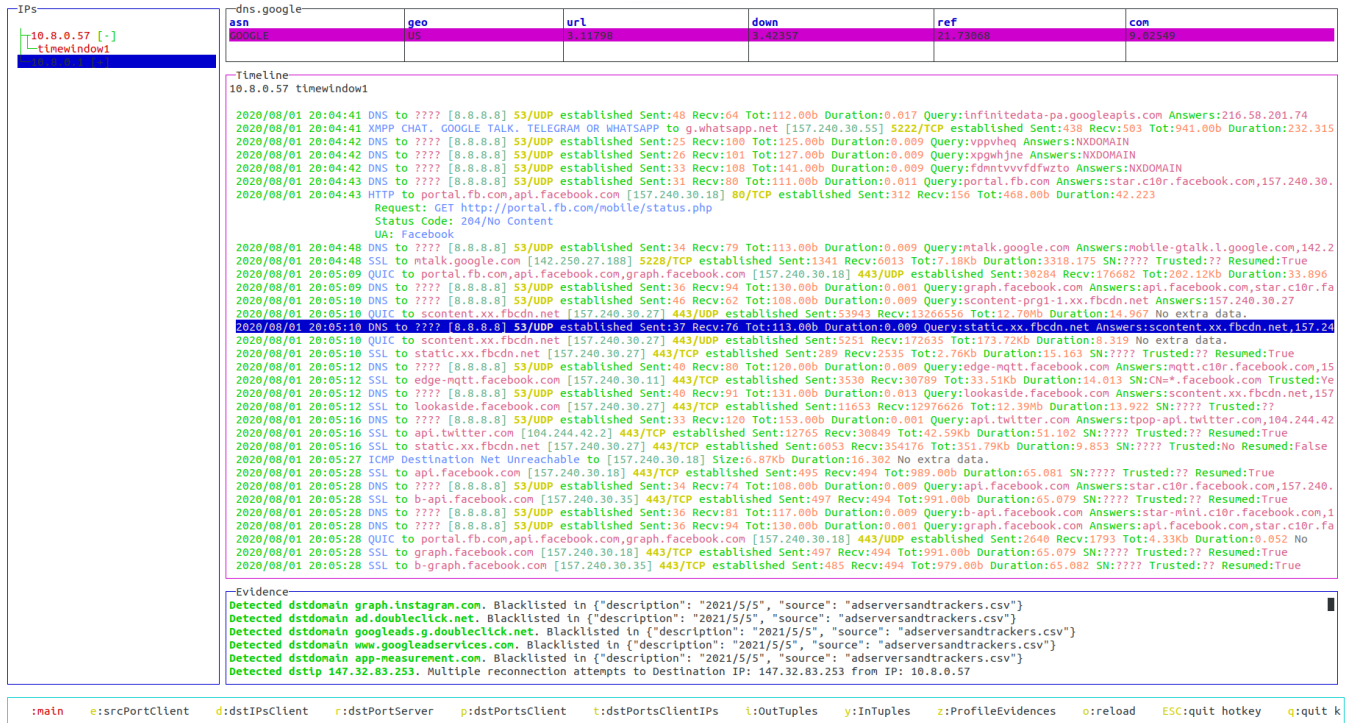 IPs
10.8.0.57 [-]
timewindow1
10.8.0.1 [+]
dns.google
asn geo url down ref com
GOOGLE US 3.11798 3.42357 21.73868 9.02549
Timeline
10.8.0.57 timewindow1
2020/08/01 20:04:41 DNS to ???? [8.8.8.8] 53/UDP established Sent:48 Recv:64 Tot:112.00b Duration:0.017 Query:infinitedata-pa.googleapis.com Answers:216.58.201.74
2020/08/01 20:04:41 XMPP CHAT. GOOGLE TALK. TELEGRAM OR WHATSAPP to g.whatsapp.net [157.240.30.55] 5222/TCP established Sent:438 Recv:503 Tot:941.00b Duration:232.315
2020/08/01 20:04:42 DNS to ???? [8.8.8.8] 53/UDP established Sent:25 Recv:100 Tot:125.00b Duration:0.009 Query:vppvheq Answers:NXDOMAIN
2020/08/01 20:04:42 DNS to ???? [8.8.8.8] 53/UDP established Sent:26 Recv:101 Tot:127.00b Duration:0.009 Query:xpgwhjne Answers:NXDOMAIN
2020/08/01 20:04:42 DNS to ???? [8.8.8.8] 53/UDP established Sent:33 Recv:108 Tot:141.00b Duration:0.009 Query:fdmntvvvfdfwzto Answers:NXDOMAIN
2020/08/01 20:04:43 DNS to ???? [8.8.8.8] 53/UDP established Sent:31 Recv:80 Tot:111.00b Duration:0.011 Query:portal.fb.com Answers:star.c10r.facebook.com,157.240.30.
2020/08/01 20:04:43 HTTP to portal.fb.com,api.facebook.com [157.240.30.18] 80/TCP established Sent:312 Recv:156 Tot:468.00b Duration:42.223
Request: GET http://portal.fb.com/mobile/status.php
Status Code: 204/No Content
UA: Facebook
2020/08/01 20:04:48 DNS to ???? [8.8.8.8] 53/UDP established Sent:34 Recv:79 Tot:113.00b Duration:0.009 Query:mtalk.google.com Answers:mobile-gtalk.l.google.com,142.2
2020/08/01 20:04:48 SSL to mtalk.google.com [142.250.27.188] 5228/TCP established Sent:1341 Recv:6013 Tot:7.18Kb Duration:3318.175 SN:???? Trusted:?? Resumed:True
2020/08/01 20:05:09 QUIC to portal.fb.com,api.facebook.com,graph.facebook.com [157.240.30.18] 443/UDP established Sent:30284 Recv:176682 Tot:202.12Kb Duration:33.896
2020/08/01 20:05:09 DNS to ???? [8.8.8.8] 53/UDP established Sent:36 Recv:94 Tot:130.00b Duration:0.001 Query:graph.facebook.com Answers:api.facebook.com,star.c10r.fa
2020/08/01 20:05:10 DNS to ???? [8.8.8.8] 53/UDP established Sent:46 Recv:62 Tot:108.00b Duration:0.009 Query:scontent-prg1-1.xx.fbcdn.net Answers:157.240.30.27
2020/08/01 20:05:10 QUIC to scontent.xx.fbcdn.net [157.240.30.27] 443/UDP established Sent:53943 Recv:13266556 Tot:12.70Mb Duration:14.967 No extra data.
2020/08/01 20:05:10 DNS to ???? [8.8.8.8] 53/UDP established Sent:37 Recv:76 Tot:113.00b Duration:0.009 Query:static.xx.fbcdn.net Answers:scontent.xx.fbcdn.net,157.24
2020/08/01 20:05:10 QUIC to scontent.xx.fbcdn.net [157.240.30.27] 443/UDP established Sent:5251 Recv:172635 Tot:173.72Kb Duration:8.319 No extra data.
2020/08/01 20:05:10 SSL to static.xx.fbcdn.net [157.240.30.27] 443/TCP established Sent:289 Recv:2535 Tot:2.76Kb Duration:15.163 SN:???? Trusted:?? Resumed:True
2020/08/01 20:05:12 DNS to ???? [8.8.8.8] 53/UDP established Sent:40 Recv:80 Tot:120.00b Duration:0.009 Query:edge-mqtt.facebook.com Answers:mqtt.c10r.facebook.com,15
2020/08/01 20:05:12 SSL to edge-mqtt.facebook.com [157.240.30.11] 443/TCP established Sent:3530 Recv:30789 Tot:33.51Kb Duration:14.013 SN:CN=*.facebook.com Trusted:Ye
2020/08/01 20:05:12 DNS to ???? [8.8.8.8] 53/UDP established Sent:40 Recv:91 Tot:131.00b Duration:0.013 Query:lookaside.facebook.com Answers:scontent.xx.fbcdn.net,157
2020/08/01 20:05:12 SSL to lookaside.facebook.com [157.240.30.27] 443/TCP established Sent:11653 Recv:12976626 Tot:12.39Mb Duration:13.922 SN:???? Trusted:??
2020/08/01 20:05:16 DNS to ???? [8.8.8.8] 53/UDP established Sent:33 Recv:120 Tot:153.00b Duration:0.001 Query:api.twitter.com Answers:tpop-api.twitter.com,104.244.42
2020/08/01 20:05:16 SSL to api.twitter.com [104.244.42.2] 443/TCP established Sent:12765 Recv:30849 Tot:42.59Kb Duration:51.102 SN:???? Trusted:?? Resumed:True
2020/08/01 20:05:16 SSL to static.xx.fbcdn.net [157.240.30.27] 443/TCP established Sent:6053 Recv:354176 Tot:351.79Kb Duration:9.853 SN:???? Trusted:No Resumed:False
2020/08/01 20:05:27 ICMP Destination Net Unreachable to [157.240.30.18] Size:6.87Kb Duration:16.302 No extra data.
2020/08/01 20:05:28 SSL to api.facebook.com [157.240.30.18] 443/TCP established Sent:495 Recv:494 Tot:989.00b Duration:65.081 SN:???? Trusted:?? Resumed:True
2020/08/01 20:05:28 DNS to ???? [8.8.8.8] 53/UDP established Sent:34 Recv:74 Tot:108.00b Duration:0.009 Query:api.facebook.com Answers:star.c10r.facebook.com,157.240.
2020/08/01 20:05:28 SSL to b-api.facebook.com [157.240.30.35] 443/TCP established Sent:497 Recv:494 Tot:991.00b Duration:65.079 SN:???? Trusted:?? Resumed:True
2020/08/01 20:05:28 DNS to ???? [8.8.8.8] 53/UDP established Sent:36 Recv:81 Tot:117.00b Duration:0.009 Query:b-api.facebook.com Answers:star-mini.c10r.facebook.com,1
2020/08/01 20:05:28 DNS to ???? [8.8.8.8] 53/UDP established Sent:36 Recv:94 Tot:130.00b Duration:0.001 Query:graph.facebook.com Answers:api.facebook.com,star.c10r.fa
2020/08/01 20:05:28 QUIC to portal.fb.com,api.facebook.com,graph.facebook.com [157.240.30.18] 443/UDP established Sent:2640 Recv:1793 Tot:4.33Kb Duration:0.052 No
2020/08/01 20:05:28 SSL to graph.facebook.com [157.240.30.18] 443/TCP established Sent:497 Recv:494 Tot:991.00b Duration:65.079 SN:???? Trusted:?? Resumed:True
2020/08/01 20:05:28 SSL to b-graph.facebook.com [157.240.30.35] 443/TCP established Sent:485 Recv:494 Tot:979.00b Duration:65.082 SN:???? Trusted:?? Resumed:True
Evidence
Detected dstdomain graph.instagram.com. Blacklisted in {"description": "2021/5/5", "source": "adserversandtrackers.csv"}
Detected dstdomain ad.doubleclick.net. Blacklisted in {"description": "2021/5/5", "source": "adserversandtrackers.csv"}
Detected dstdomain googleads.g.doubleclick.net. Blacklisted in {"description": "2021/5/5", "source": "adserversandtrackers.csv"}
Detected dstdomain www.googleadservices.com. Blacklisted in {"description": "2021/5/5", "source": "adserversandtrackers.csv"}
Detected dstdomain app-measurement.com. Blacklisted in {"description": "2021/5/5", "source": "adserversandtrackers.csv"}
Detected dstip 147.32.83.253. Multiple reconnection attempts to Destination IP: 147.32.83.253 from IP: 10.8.0.57
:main e:srcPortClient d:dstIPsClient r:dstPortServer p:dstPortsClient t:dstPortsClientIPs i:OutTuples y:InTuples z:ProfileEvidences o:reload ESC:quit hotkey q:quit k